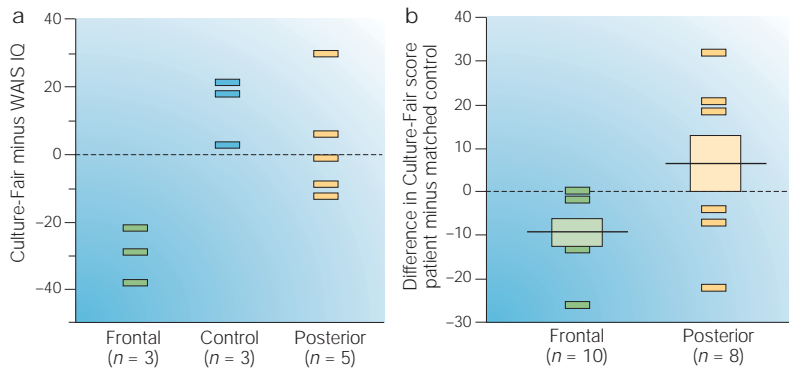 a
Culture-Fair minus WAIS IQ
40
20
0
–20
–40
Frontal
(n = 3)
Control
(n = 3)
Posterior
(n = 5)
b
Difference in Culture-Fair score
patient minus matched control
40
30
20
10
0
–10
–20
–30
Frontal
(n = 10)
Posterior
(n = 8)